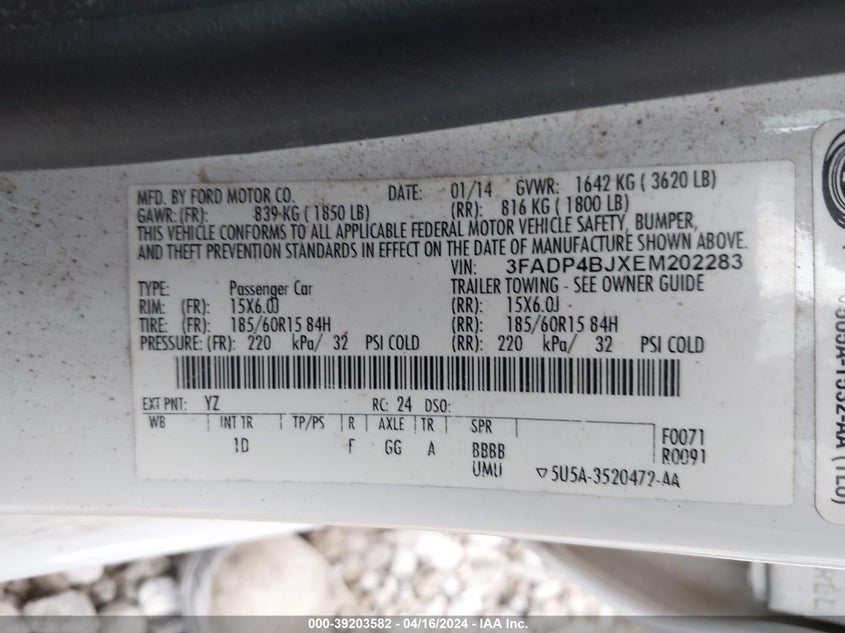 MFD. BY FORD MOTOR CO. DATE: 01/14 GVWR: 1642 KG ( 3620 LB)
GAWR: (FR): 839 KG ( 1850 LB) (RR): 816 KG ( 1800 LB)
THIS VEHICLE CONFORMS TO ALL APPLICABLE FEDERAL MOTOR VEHICLE SAFETY, BUMPER,
AND THEFT PREVENTION STANDARDS IN EFFECT ON THE DATE OF MANUFACTURE SHOWN ABOVE.
VIN: 3FADP4BJXEM202283
TYPE: Passenger Car TRAILER TOWING - SEE OWNER GUIDE
RIM: (FR): 15X6.0J (RR): 15X6.0J
TIRE: (FR): 185/60R15 84H (RR): 185/60R15 84H
PRESSURE: (FR): 220 kPa/ 32 PSI COLD (RR): 220 kPa/ 32 PSI COLD
EXT PNT: YZ RC: 24 DSO:
WB INT TR TP/PS R AXLE TR SPR
1D F GG A BBBB F0071
UMU R0091
▽5U5A-3520472-AA
000-39203582 - 04/16/2024 - IAAI.com